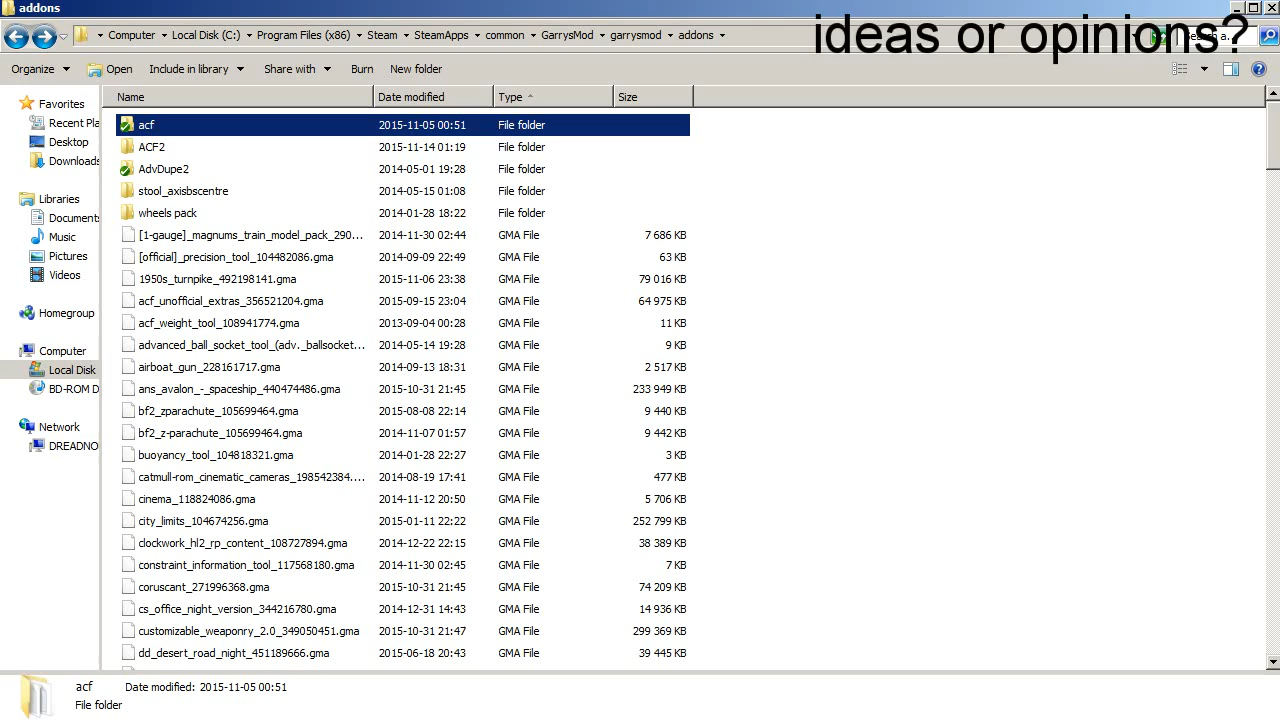 addons
Computer Local Disk (C:) Program Files (x86) Steam SteamApps common GarrysMod garrysmod addons
ideas or opinions?
Organize Open Include in library Share with Burn New folder
Name Date modified Type Size
Favorites
Recent Pla
Desktop
Downloads
Libraries
Documents
Music
Pictures
Videos
Homegroup
Computer
Local Disk
BD-ROM D
Network
DREADNO
acf 2015-11-05 00:51 File folder
ACF2 2015-11-14 01:19 File folder
AdvDupe2 2014-05-01 19:28 File folder
stool_axisbscentre 2014-05-15 01:08 File folder
wheels pack 2014-01-28 18:22 File folder
[1-gauge]_magnums_train_model_pack_290... 2014-11-30 02:44 GMA File 7 686 KB
[official]_precision_tool_104482086.gma 2014-09-09 22:49 GMA File 63 KB
1950s_turnpike_492198141.gma 2015-11-06 23:38 GMA File 79 016 KB
acf_unofficial_extras_356521204.gma 2015-09-15 23:04 GMA File 64 975 KB
acf_weight_tool_108941774.gma 2013-09-04 00:28 GMA File 11 KB
advanced_ball_socket_tool_(adv._ballsocket... 2014-05-14 19:28 GMA File 9 KB
airboat_gun_228161717.gma 2014-09-13 18:31 GMA File 2 517 KB
ans_avalon_-_spaceship_440474486.gma 2015-10-31 21:45 GMA File 233 949 KB
bf2_zparachute_105699464.gma 2015-08-08 22:14 GMA File 9 440 KB
bf2_z-parachute_105699464.gma 2014-11-07 01:57 GMA File 9 442 KB
buoyancy_tool_104818321.gma 2014-01-28 22:27 GMA File 3 KB
catmull-rom_cinematic_cameras_198542384.... 2014-08-19 17:41 GMA File 477 KB
cinema_118824086.gma 2014-11-12 20:50 GMA File 5 706 KB
city_limits_104674256.gma 2015-01-11 22:22 GMA File 252 799 KB
clockwork_hl2_rp_content_108727894.gma 2014-12-22 22:15 GMA File 38 389 KB
constraint_information_tool_117568180.gma 2014-11-30 02:45 GMA File 7 KB
coruscant_271996368.gma 2015-10-31 21:45 GMA File 74 209 KB
cs_office_night_version_344216780.gma 2014-12-31 14:43 GMA File 14 936 KB
customizable_weaponry_2.0_349050451.gma 2015-10-31 21:47 GMA File 299 369 KB
dd_desert_road_night_451189666.gma 2015-06-18 20:43 GMA File 39 445 KB
acf Date modified: 2015-11-05 00:51
File folder